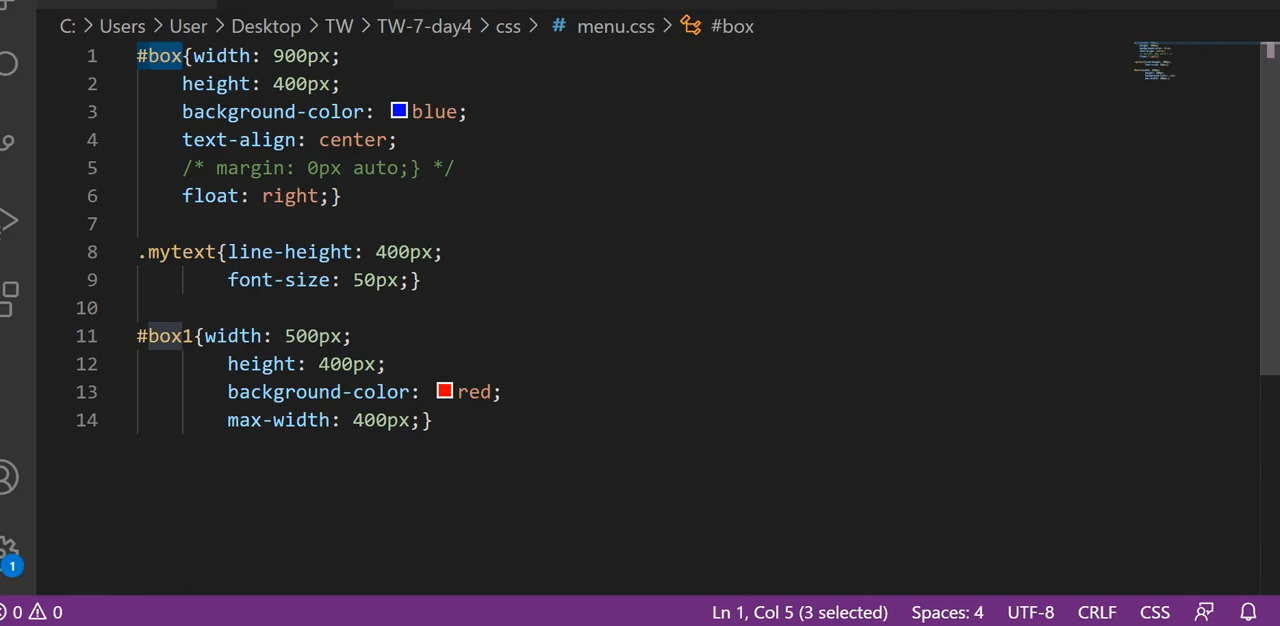 C: > Users > User > Desktop > TW > TW-7-day4 > css > # menu.css > #box
1 #box{width: 900px;
2 height: 400px;
3 background-color: blue;
4 text-align: center;
5 /* margin: 0px auto;} */
6 float: right;}
7
8 .mytext{line-height: 400px;
9 font-size: 50px;}
10
11 #box1{width: 500px;
12 height: 400px;
13 background-color: red;
14 max-width: 400px;}
1
0 0 Ln 1, Col 5 (3 selected) Spaces: 4 UTF-8 CRLF CSS